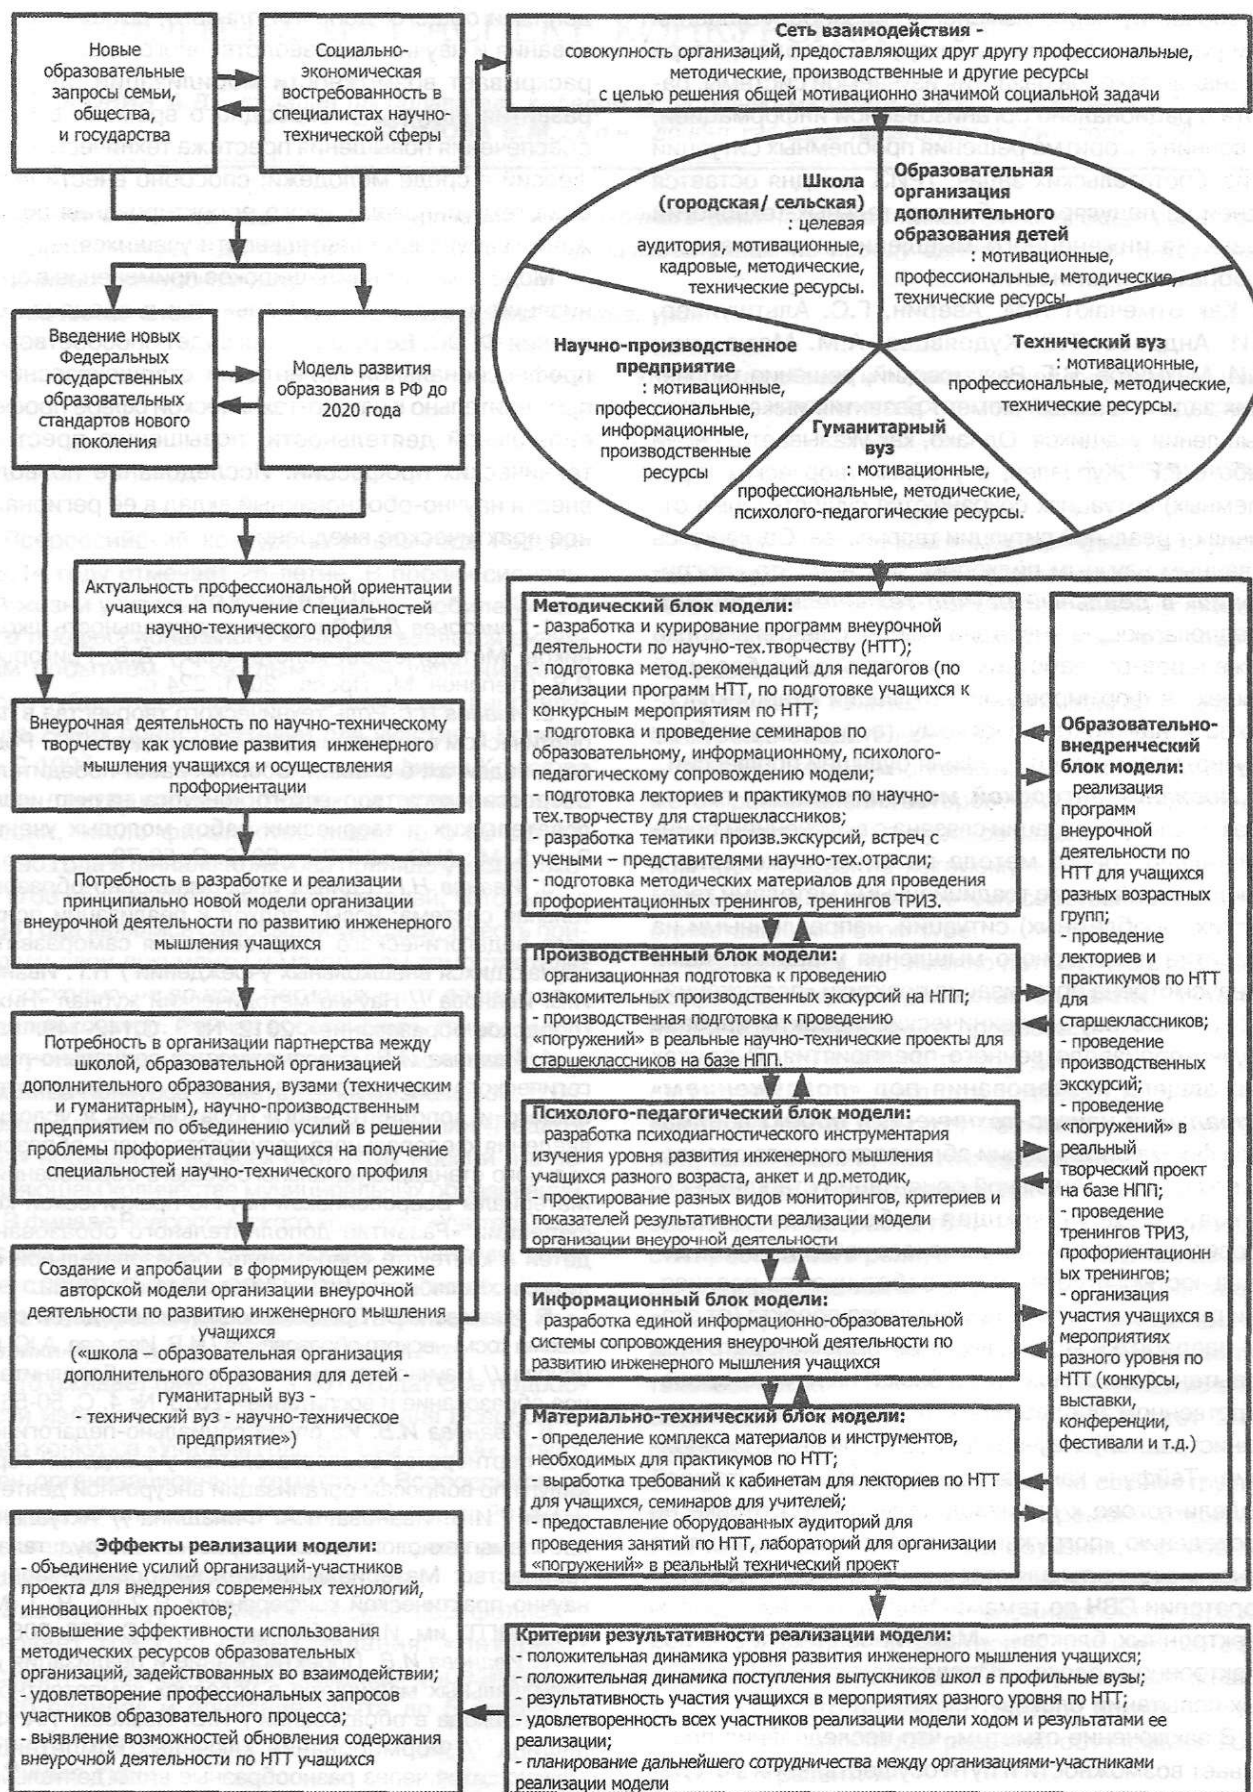 Новые
образовательные
запросы семьи,
общества,
и государства
Социально-
экономическая
востребованность в
специалистах научно-
технической сферы
Введение новых
Федеральных
государственных
образовательных
стандартов нового
поколения
Модель развития
образования в РФ до
2020 года
Актуальность профессиональной ориентации
учащихся на получение специальностей
научно-технического профиля
Внеурочная деятельность по научно-техническому
творчеству как условие развития инженерного
мышления учащихся и осуществления
профориентации
Потребность в разработке и реализации
принципиально новой модели организации
внеурочной деятельности по развитию инженерного
мышления учащихся
Потребность в организации партнерства между
школой, образовательной организацией
дополнительного образования, вузами (техническим
и гуманитарным), научно-производственным
предприятием по объединению усилий в решении
проблемы профориентации учащихся на получение
специальностей научно-технического профиля
Создание и апробация в формирующем режиме
авторской модели организации внеурочной
деятельности по развитию инженерного мышления
учащихся
(«школа – образовательная организация
дополнительного образования для детей -
гуманитарный вуз -
- технический вуз - научно-техническое
предприятие»)
Эффекты реализации модели:
- объединение усилий организаций-участников
проекта для внедрения современных технологий,
инновационных проектов;
- повышение эффективности использования
методических ресурсов образовательных
организаций, задействованных во взаимодействии;
- удовлетворение профессиональных запросов
участников образовательного процесса;
- выявление возможностей обновления содержания
внеурочной деятельности по НТТ учащихся
Сеть взаимодействия -
совокупность организаций, предоставляющих друг другу профессиональные,
методические, производственные и другие ресурсы
с целью решения общей мотивационно значимой социальной задачи
Школа
(городская/ сельская)
: целевая
аудитория, мотивационные,
кадровые, методические,
технические ресурсы.
Образовательная
организация
дополнительного
образования детей
: мотивационные,
профессиональные, методические,
технические ресурсы.
Научно-производственное
предприятие
: мотивационные,
профессиональные,
информационные,
производственные
ресурсы
Технический вуз
: мотивационные,
профессиональные, методические,
технические ресурсы.
Гуманитарный
вуз
: мотивационные,
профессиональные, методические,
психолого-педагогические ресурсы.
Методический блок модели:
- разработка и курирование программ внеурочной
деятельности по научно-тех.творчеству (НТТ);
- подготовка метод.рекомендаций для педагогов (по
реализации программ НТТ, по подготовке учащихся к
конкурсным мероприятиям по НТТ;
- подготовка и проведение семинаров по
образовательному, информационному, психолого-
педагогическому сопровождению модели;
- подготовка лекториев и практикумов по научно-
тех.творчеству для старшеклассников;
- разработка тематики произв.экскурсий, встреч с
учеными – представителями научно-тех.отрасли;
- подготовка методических материалов для проведения
профориентационных тренингов, тренингов ТРИЗ,
Производственный блок модели:
- организационная подготовка к проведению
ознакомительных производственных экскурсий на НПП;
- производственная подготовка к проведению
«погружений» в реальные научно-технические проекты для
старшеклассников на базе НПП.
Психолого-педагогический блок модели:
- разработка психодиагностического инструментария
изучения уровня развития инженерного мышления
учащихся разного возраста, анкет и др.методик,
- проектирование разных видов мониторингов, критериев и
показателей результативности реализации модели
организации внеурочной деятельности
Информационный блок модели:
- разработка единой информационно-образовательной
системы сопровождения внеурочной деятельности по
развитию инженерного мышления учащихся
Материально-технический блок модели:
- определение комплекса материалов и инструментов,
необходимых для практикумов по НТТ;
- выработка требований к кабинетам для лекториев по НТТ
для учащихся, семинаров для учителей;
- предоставление оборудованных аудиторий для
проведения занятий по НТТ, лабораторий для организации
«погружений» в реальный технический проект
Образовательно-
внедренческий
блок модели:
- реализация
программ
внеурочной
деятельности по
НТТ для учащихся
разных возрастных
групп;
- проведение
лекториев и
практикумов по НТТ
для
старшеклассников;
- проведение
производственных
экскурсий;
- проведение
«погружений» в
реальный
творческий проект
на базе НПП;
- проведение
тренингов ТРИЗ,
профориентационн
ых тренингов;
- организация
участия учащихся в
мероприятиях
разного уровня по
НТТ (конкурсы,
выставки,
конференции,
фестивали и т.д.)
Критерии результативности реализации модели:
- положительная динамика уровня развития инженерного мышления учащихся;
- положительная динамика поступления выпускников школ в профильные вузы;
- результативность участия учащихся в мероприятиях разного уровня по НТТ;
- удовлетворенность всех участников реализации модели ходом и результатами ее
реализации;
- планирование дальнейшего сотрудничества между организациями-участниками
реализации модели